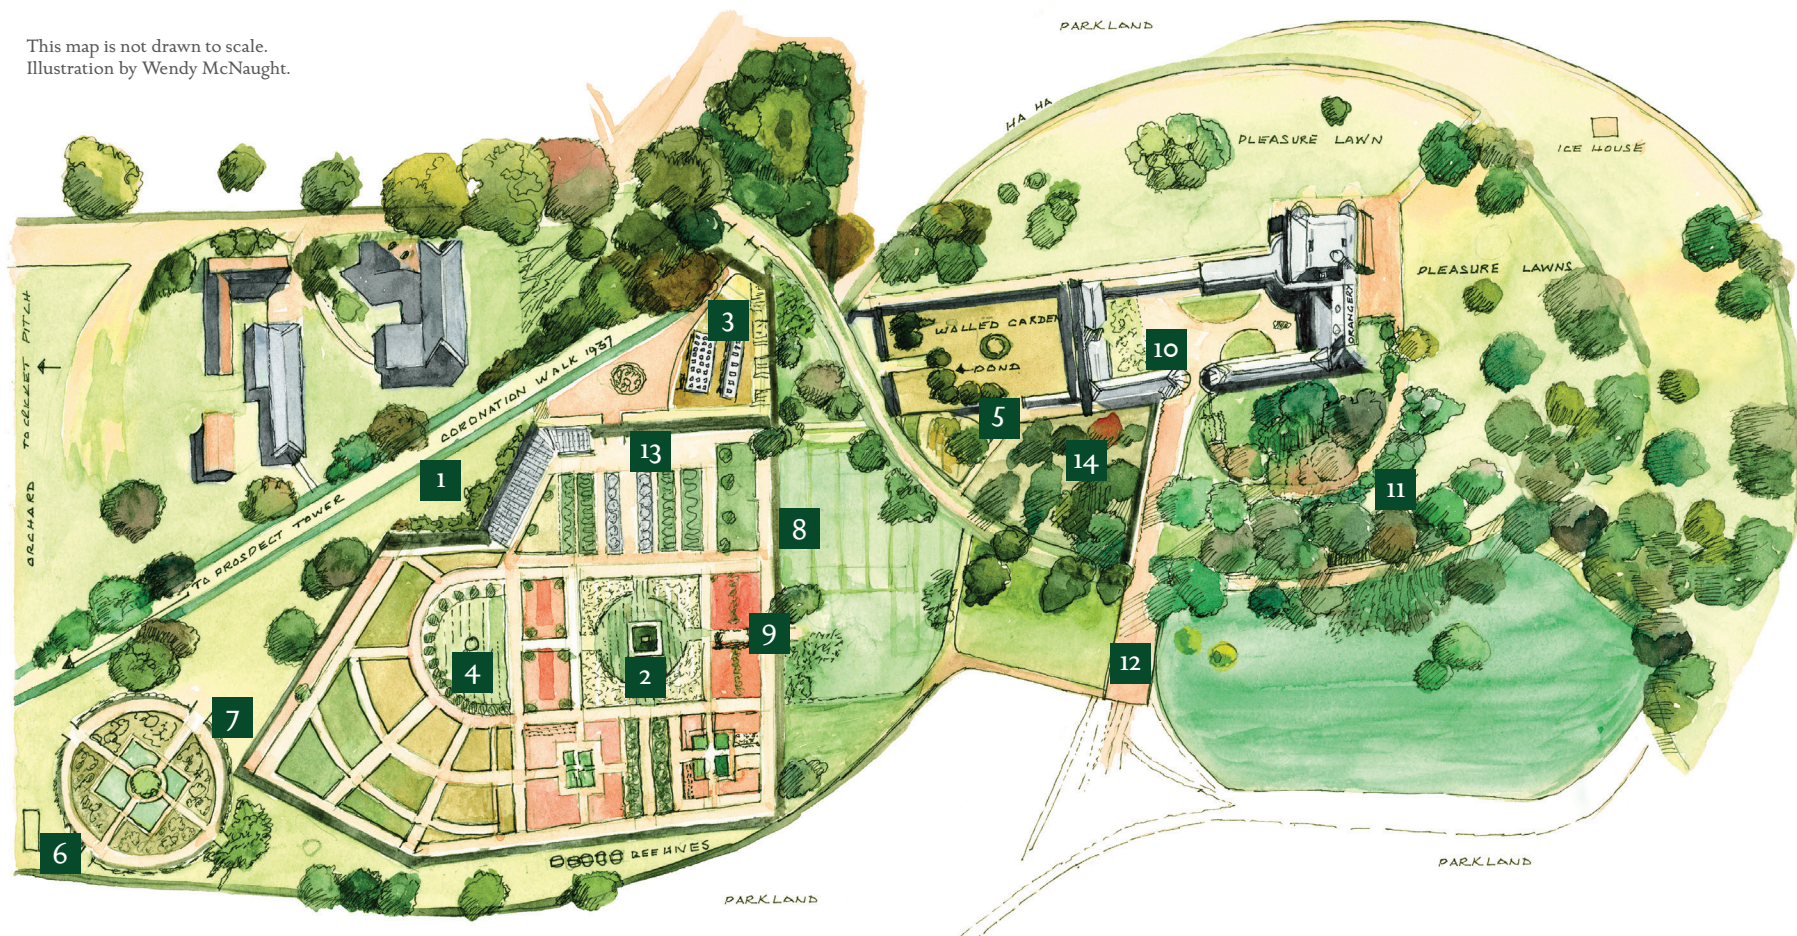 This map is not drawn to scale.
Illustration by Wendy McNaught.
PARKLAND
HA HA
PLEASURE LAWN
ICE HOUSE
PLEASURE LAWNS
ORANGERY
WALLED GARDEN
POND
CORONATION WALK 1937
TO PROSPECT TOWER
ORCHARD
TO CRICKET PITCH
BEEHIVES
PARKLAND
PARKLAND
1
2
3
4
5
6
7
8
9
10
11
12
13
14